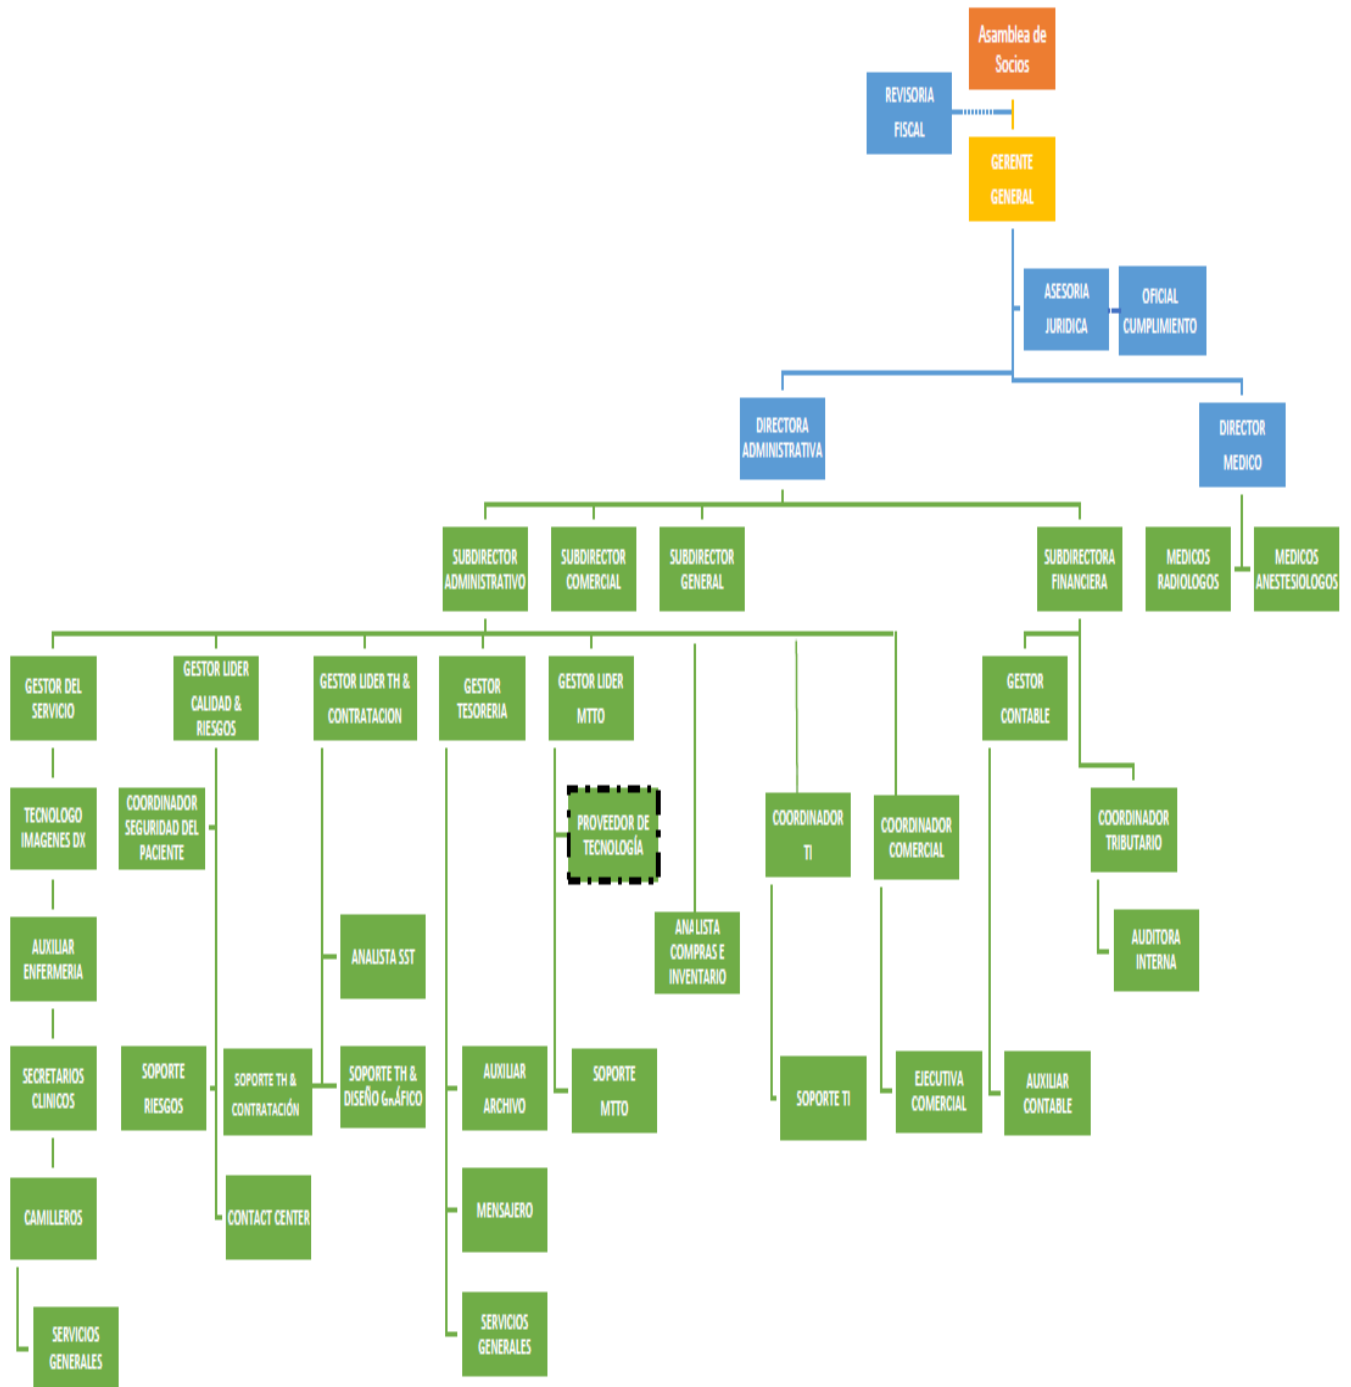 Asamblea de
Socios
REVISORIA
FISCAL
GERENTE
GENERAL
ASESORIA
JURIDICA
OFICIAL
CUMPLIMIENTO
DIRECTORA
ADMINISTRATIVA
DIRECTOR
MEDICO
SUBDIRECTOR
ADMINISTRATIVO
SUBDIRECTOR
COMERCIAL
SUBDIRECTOR
GENERAL
SUBDIRECTORA
FINANCIERA
MEDICOS
RADIOLOGOS
MEDICOS
ANESTESIOLOGOS
GESTOR DEL
SERVICIO
GESTOR LIDER
CALIDAD &
RIESGOS
GESTOR LIDER TH &
CONTRATACION
GESTOR
TESORERIA
GESTOR LIDER
MTTO
GESTOR
CONTABLE
TECNOLOGO
IMAGENES DX
COORDINADOR
SEGURIDAD DEL
PACIENTE
PROVEEDOR DE
TECNOLOGÍA
COORDINADOR
TI
COORDINADOR
COMERCIAL
COORDINADOR
TRIBUTARIO
AUXILIAR
ENFERMERIA
ANALISTA SST
ANALISTA
COMPRAS E
INVENTARIO
AUDITORA
INTERNA
SECRETARIOS
CLINICOS
SOPORTE
RIESGOS
SOPORTE TH &
CONTRATACIÓN
SOPORTE TH &
DISEÑO GRÁFICO
AUXILIAR
ARCHIVO
SOPORTE
MTTO
SOPORTE TI
EJECUTIVA
COMERCIAL
AUXILIAR
CONTABLE
CAMILLEROS
CONTACT CENTER
MENSAJERO
SERVICIOS
GENERALES
SERVICIOS
GENERALES